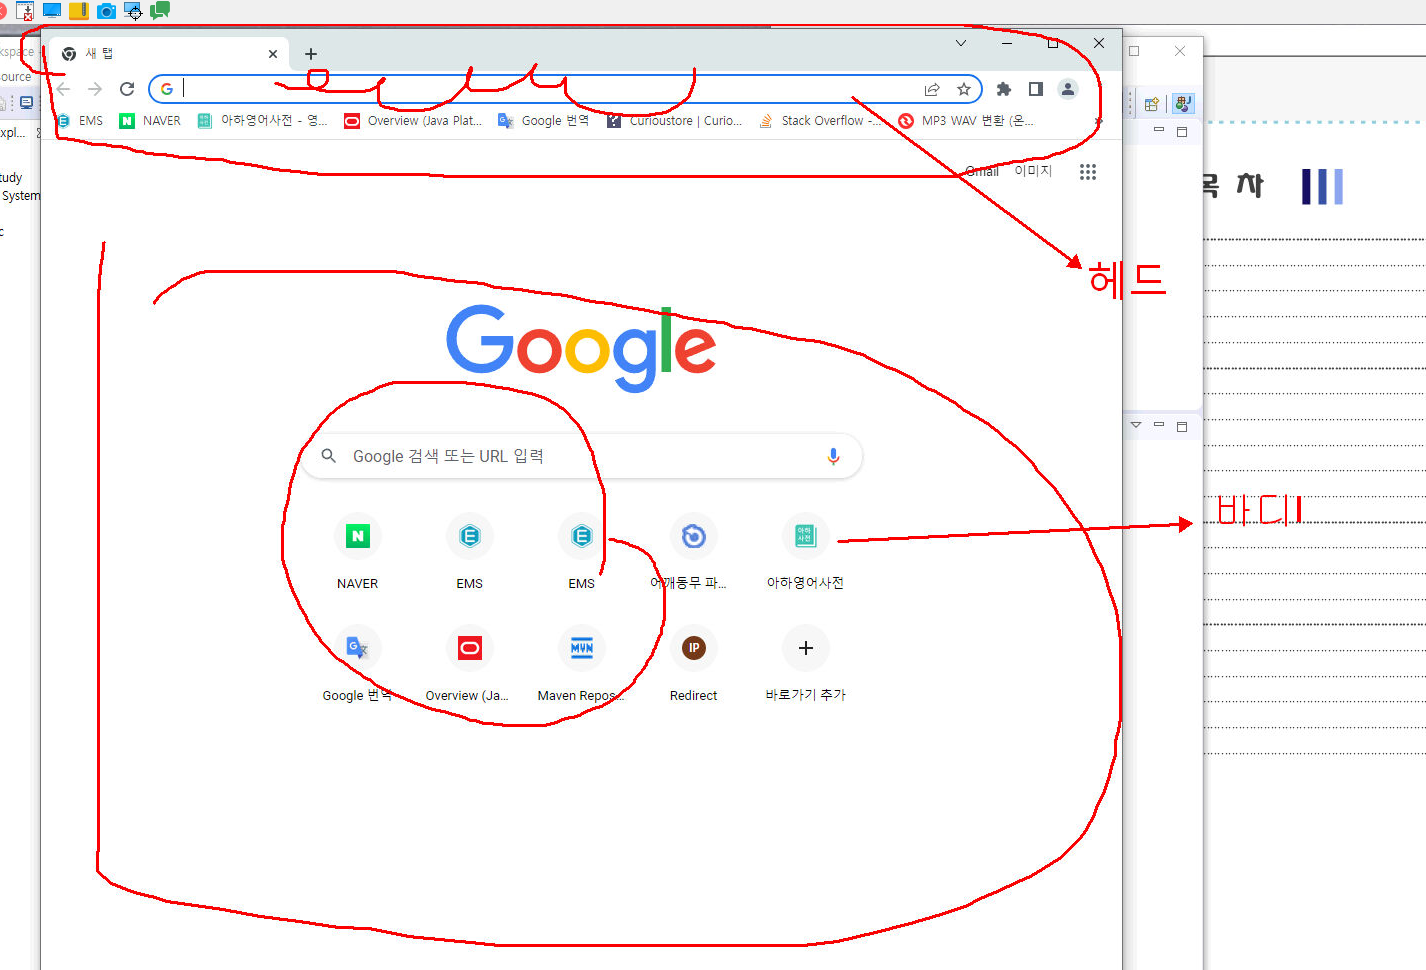 kspace -
새 탭
ource
EMS NAVER 아하영어사전 - 영... Overview (Java Plat... Google 번역 Curioustore | Curio... Stack Overflow -... MP3 WAV 변환 (온...
xpl...
Gmail 이미지
tudy
System
목 차
c
헤드
Google
Google 검색 또는 URL 입력
바디
NAVER EMS EMS 어깨동무 파... 아하영어사전
Google 번역 Overview (Ja... Maven Repos... Redirect 바로가기 추가